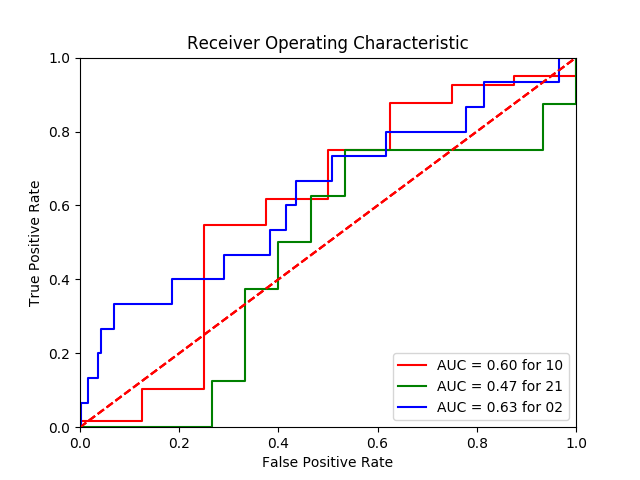 Receiver Operating Characteristic
True Positive Rate
1.0
0.8
0.6
0.4
0.2
0.0
AUC = 0.60 for 10
AUC = 0.47 for 21
AUC = 0.63 for 02
0.0 0.2 0.4 0.6 0.8 1.0
False Positive Rate